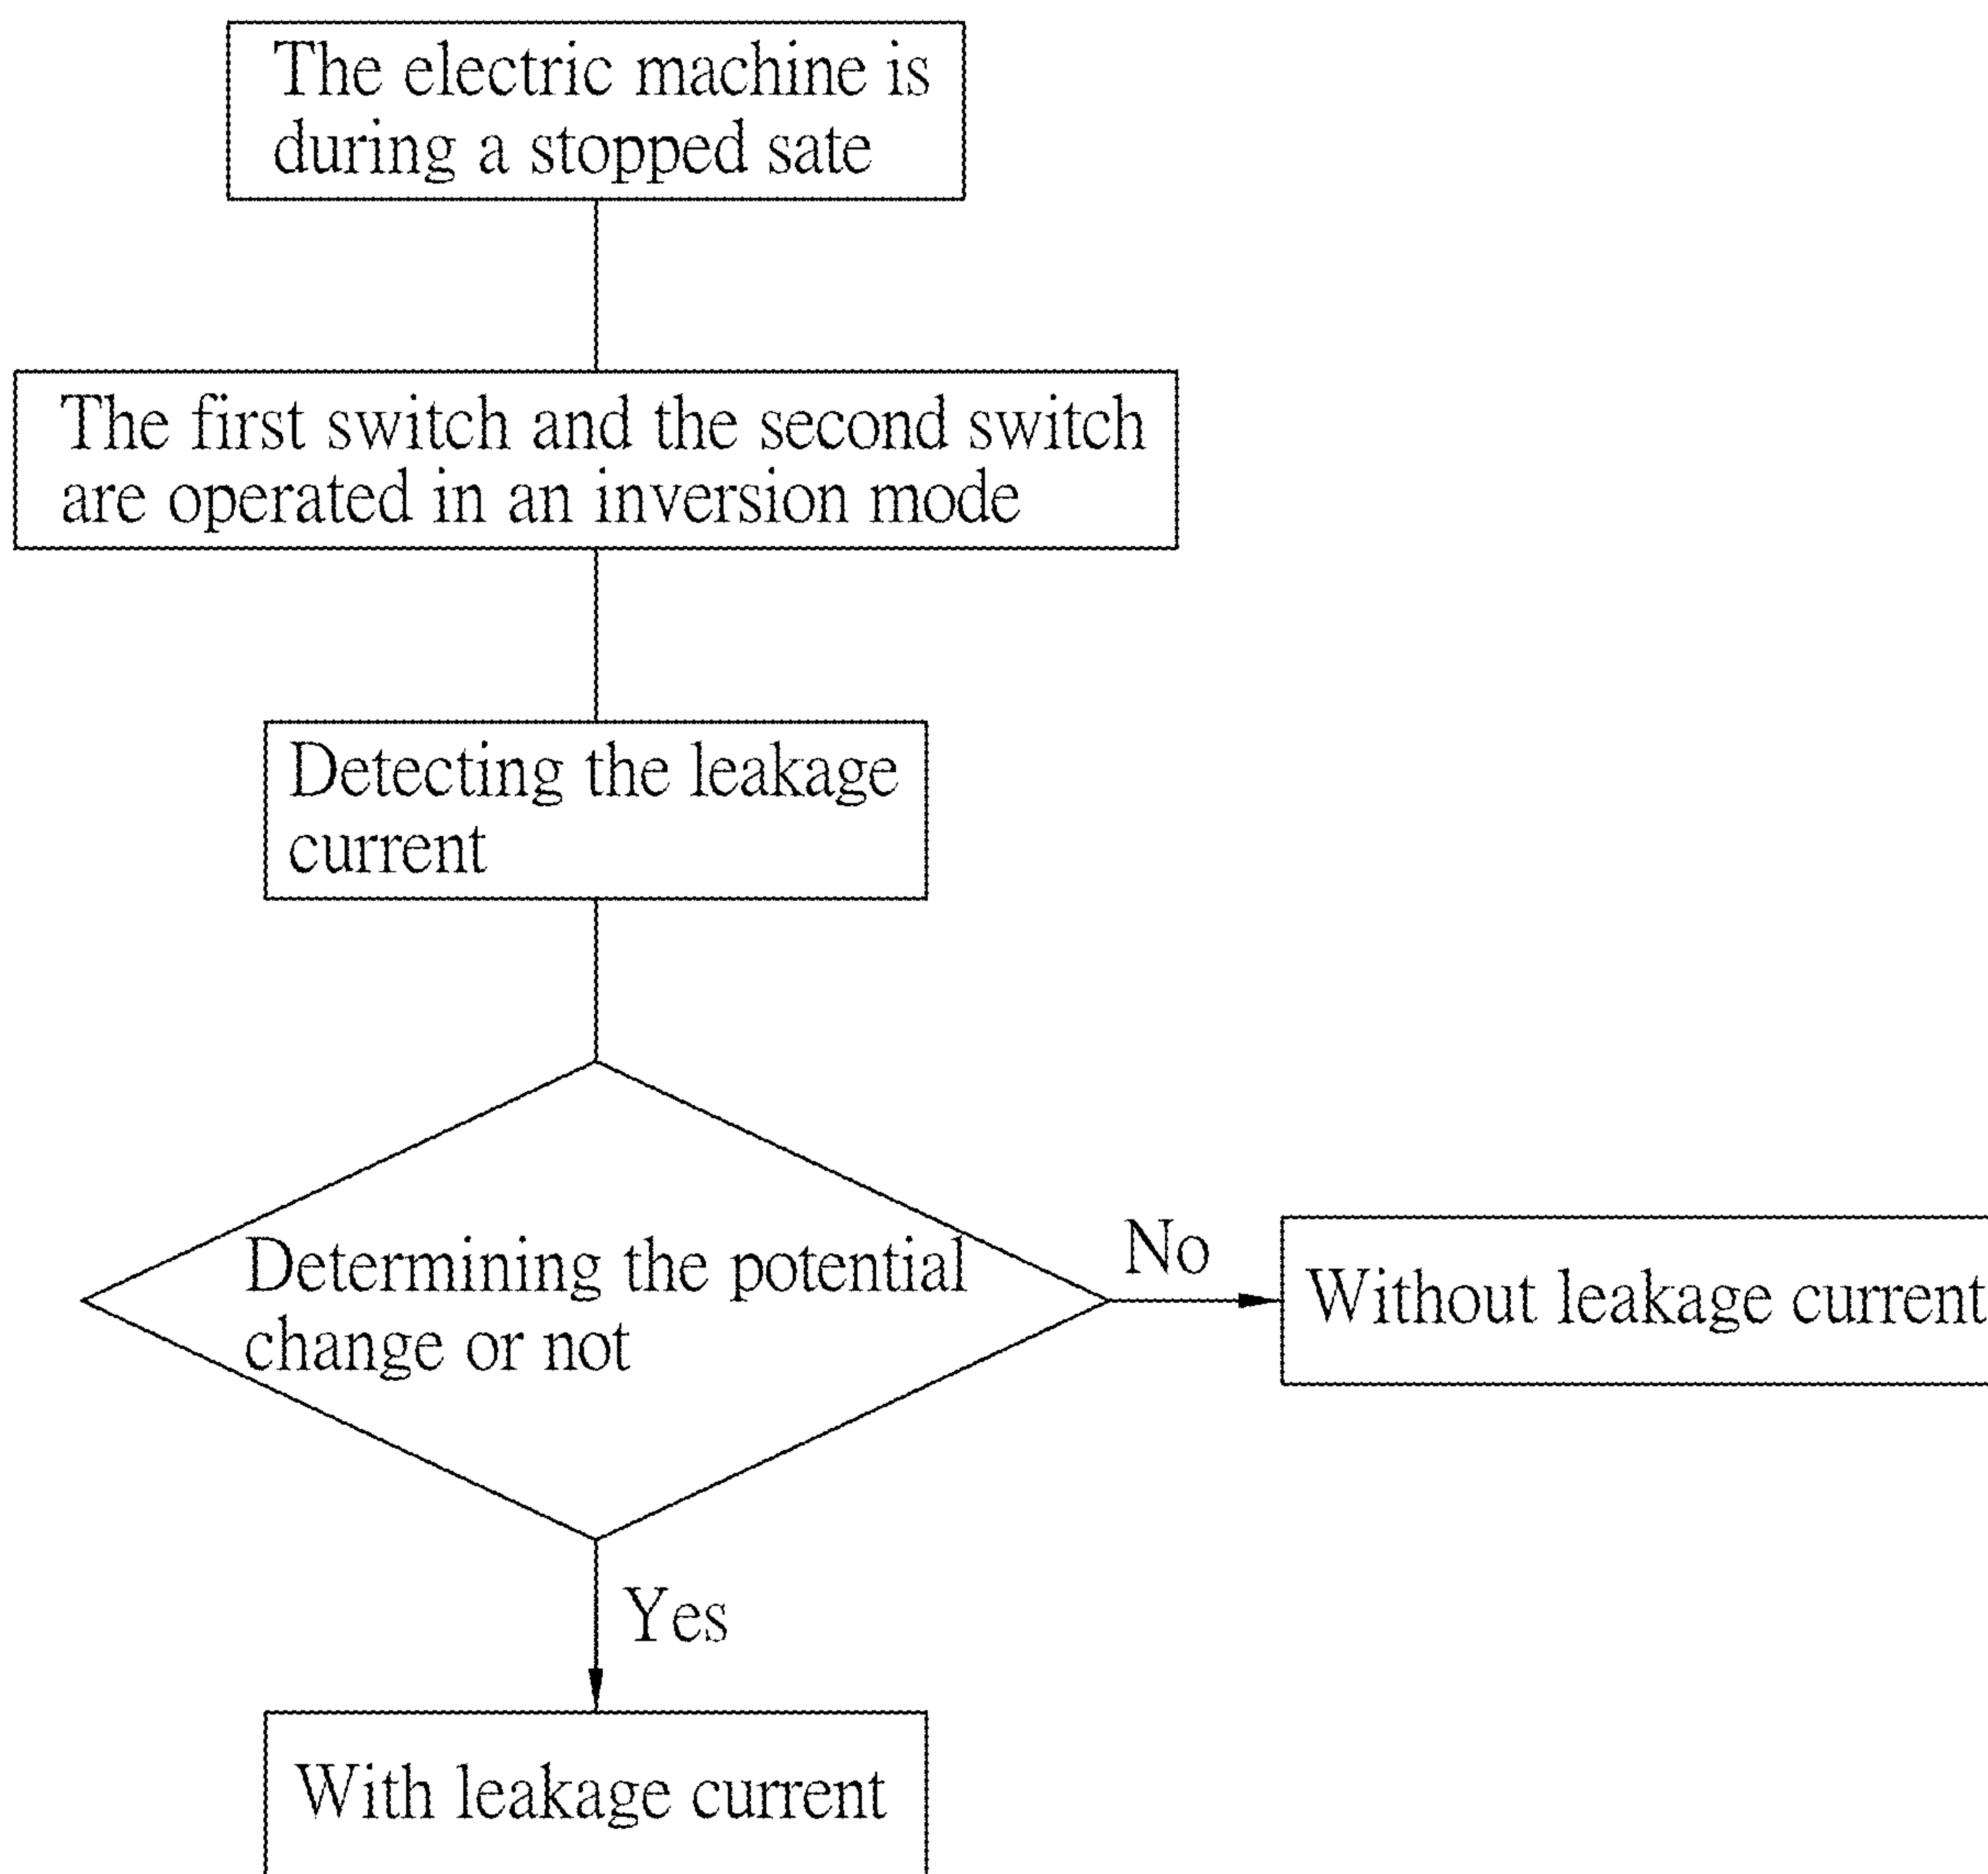 The electric machine is
during a stopped sate
The first switch and the second switch
are operated in an inversion mode
Detecting the leakage
current
Determining the potential
change or not
No
Without leakage current
Yes
With leakage current